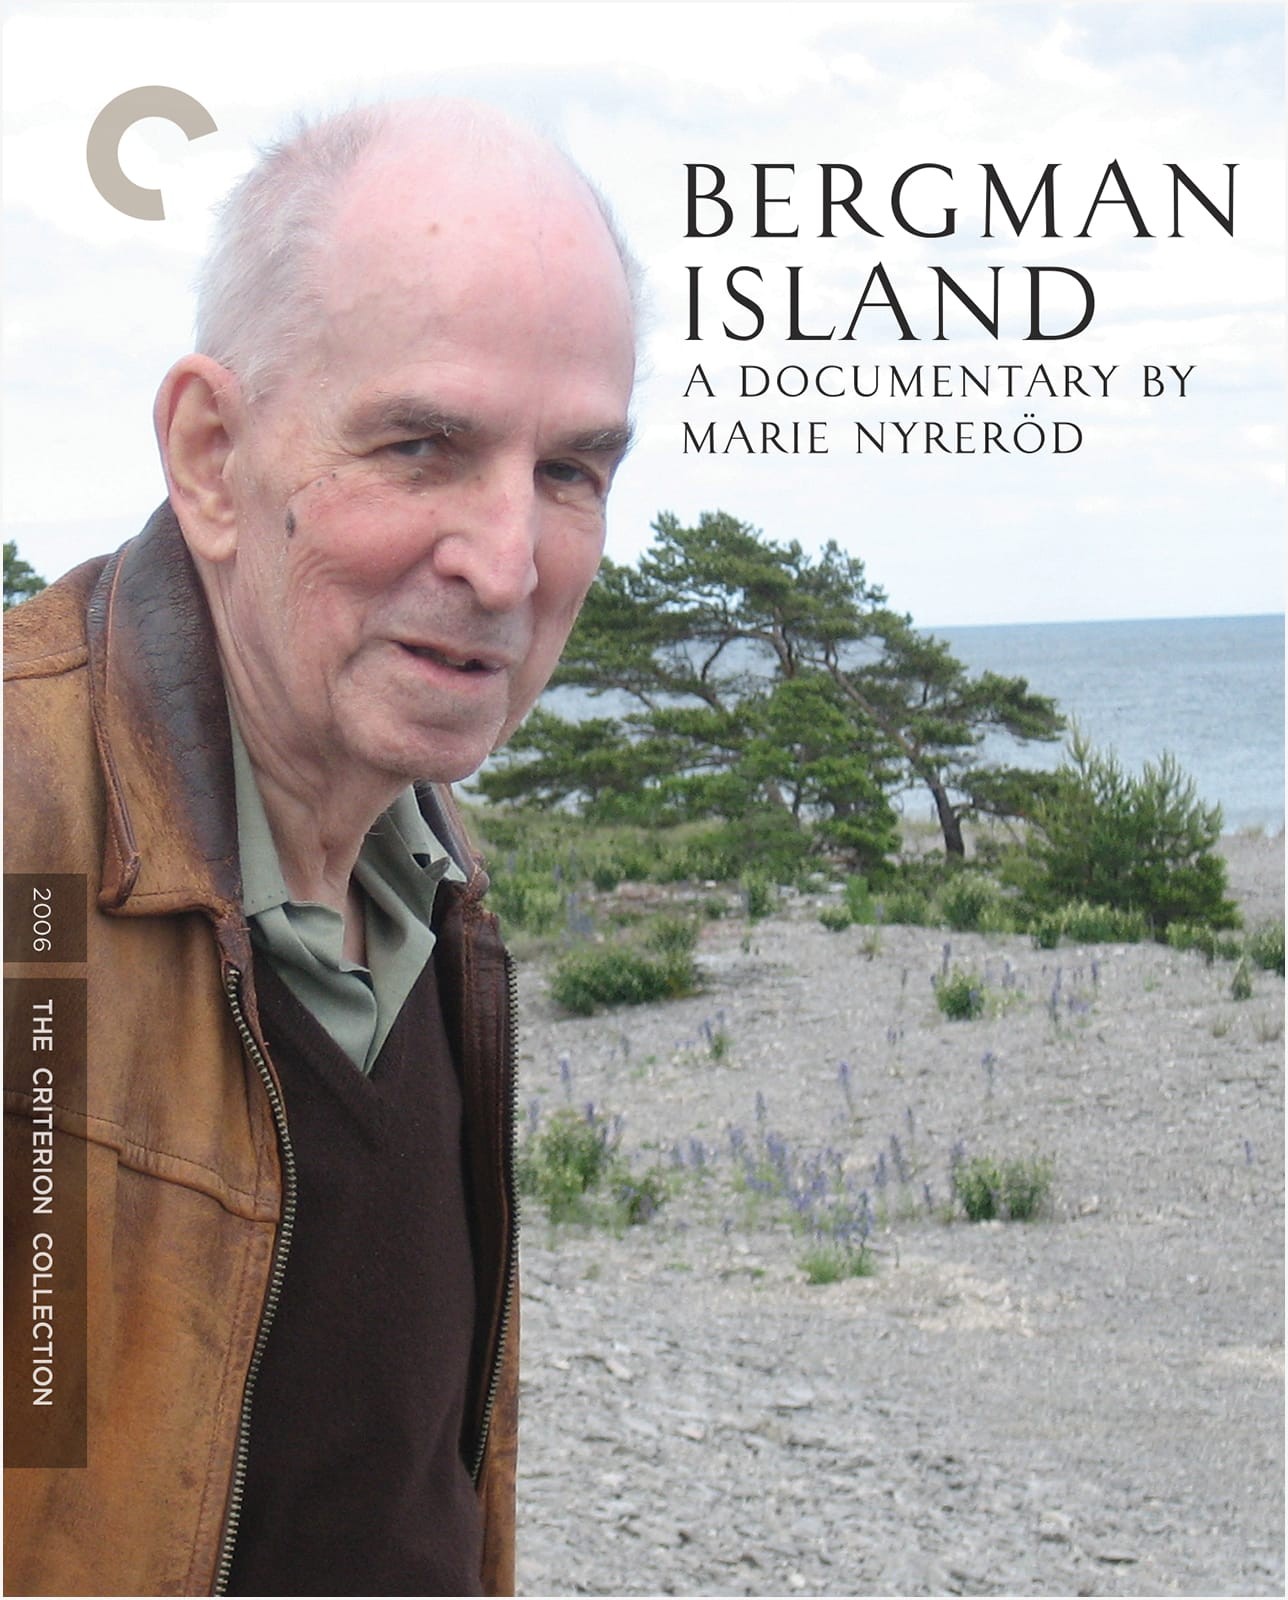 BERGMAN
ISLAND
A DOCUMENTARY BY
MARIE NYRERÖD
2006
THE CRITERION COLLECTION